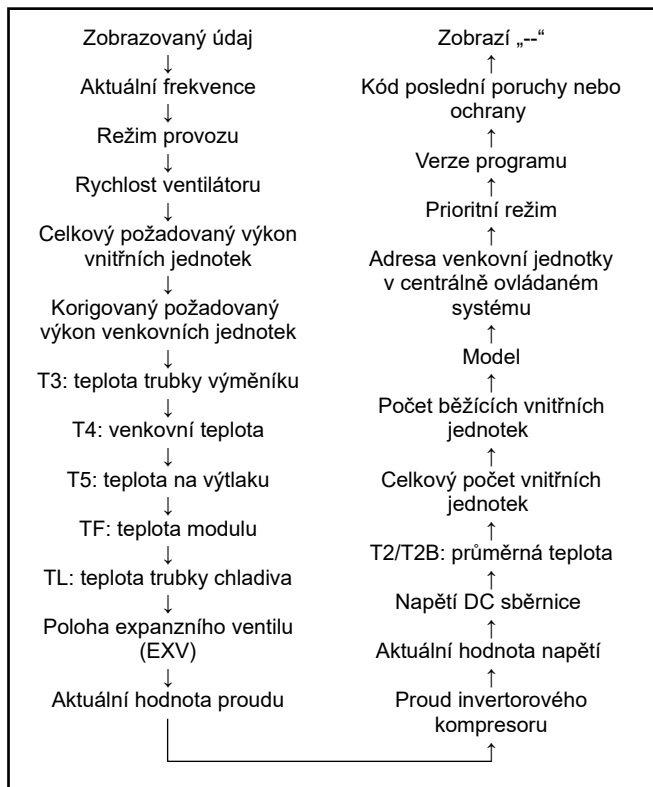 Zobrazovaný údaj
↓
Aktuální frekvence
↓
Režim provozu
↓
Rychlost ventilátoru
↓
Celkový požadovaný výkon
vnitřních jednotek
↓
Korigovaný požadovaný
výkon venkovních jednotek
↓
T3: teplota trubky výměníku
↓
T4: venkovní teplota
↓
T5: teplota na výtlaku
↓
TF: teplota modulu
↓
TL: teplota trubky chladiva
↓
Poloha expanzního ventilu
(EXV)
↓
Aktuální hodnota proudu
Zobrazí „--“
↑
Kód poslední poruchy nebo
ochrany
↑
Verze programu
↑
Prioritní režim
↑
Adresa venkovní jednotky
v centrálně ovládaném
systému
↑
Model
↑
Počet běžících vnitřních
jednotek
↑
Celkový počet vnitřních
jednotek
↑
T2/T2B: průměrná teplota
↑
Napětí DC sběrnice
↑
Aktuální hodnota napětí
↑
Proud invertorového
kompresoru